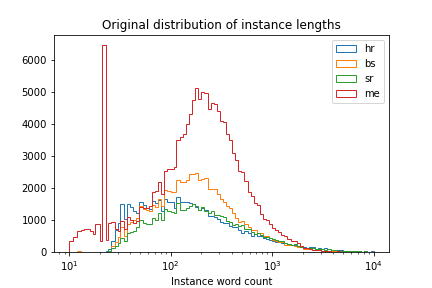 Original distribution of instance lengths
hr
bs
sr
me
6000
5000
4000
3000
2000
1000
0
10¹
10²
10³
10⁴
Instance word count